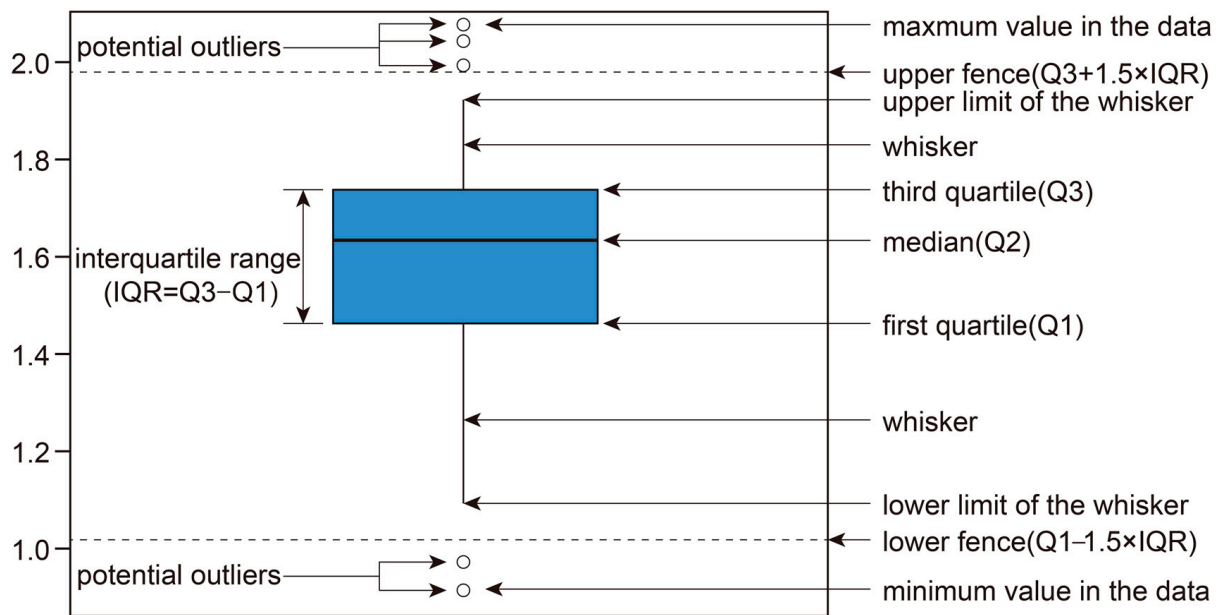 maxmum value in the data
potential outliers
2.0
upper fence(Q3+1.5×IQR)
upper limit of the whisker
whisker
1.8
third quartile(Q3)
median(Q2)
1.6
interquartile range
(IQR=Q3−Q1)
first quartile(Q1)
1.4
whisker
1.2
lower limit of the whisker
lower fence(Q1−1.5×IQR)
1.0
potential outliers
minimum value in the data